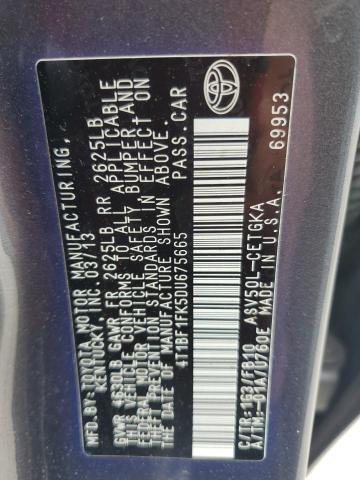 MFD. BY: TOYOTA MOTOR MANUFACTURING,
KENTUCKY, INC. 03/13
GVWR 4630LB GAWR FR 2625LB RR 2625LB
THIS VEHICLE CONFORMS TO ALL APPLICABLE
FEDERAL MOTOR VEHICLE SAFETY, BUMPER, AND
THEFT PREVENTION STANDARDS IN EFFECT ON
THE DATE OF MANUFACTURE SHOWN ABOVE.
4T1BF1FK5DU675665 PASS.CAR
C/TR:1G3/FB10 ASV50L-CETGKA
A/TM:-01A/U760E U.S.A. 69953